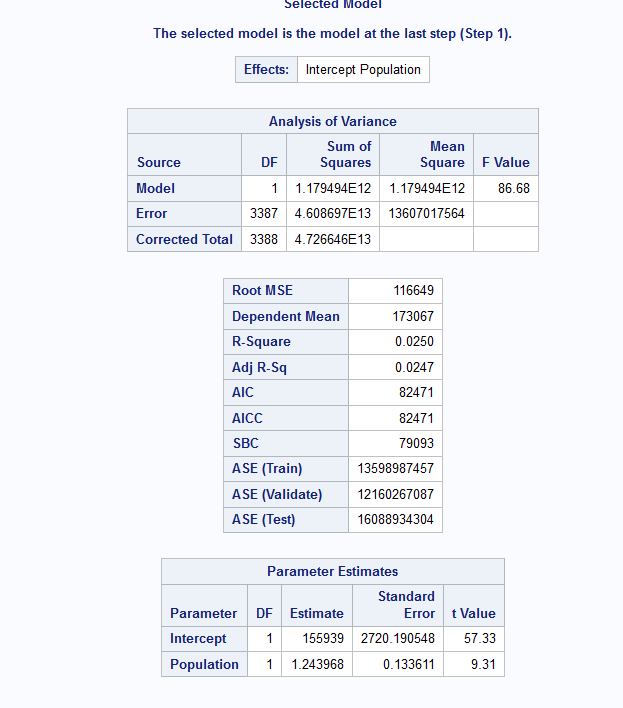 Selected Model
The selected model is the model at the last step (Step 1).
Effects: Intercept Population
Analysis of Variance
Source DF Sum of Squares Mean Square F Value
Model 1 1.179494E12 1.179494E12 86.68
Error 3387 4.608697E13 13607017564
Corrected Total 3388 4.726646E13
Root MSE 116649
Dependent Mean 173067
R-Square 0.0250
Adj R-Sq 0.0247
AIC 82471
AICC 82471
SBC 79093
ASE (Train) 13598987457
ASE (Validate) 12160267087
ASE (Test) 16088934304
Parameter Estimates
Parameter DF Estimate Standard Error t Value
Intercept 1 155939 2720.190548 57.33
Population 1 1.243968 0.133611 9.31